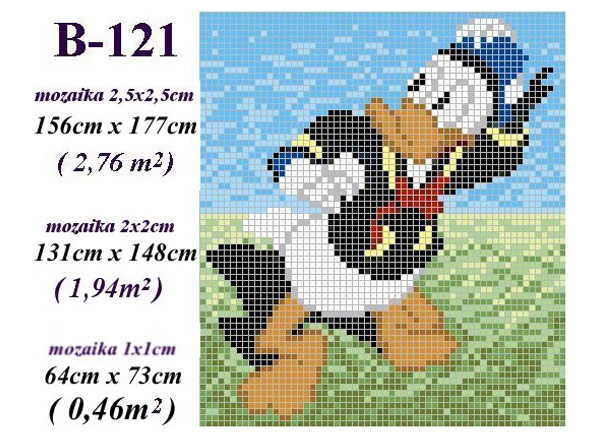 B-121
mozaika 2,5x2,5cm
156cm x 177cm
( 2,76 m²)
mozaika 2x2cm
131cm x 148cm
( 1,94m²)
mozaika 1x1cm
64cm x 73cm
( 0,46m²)